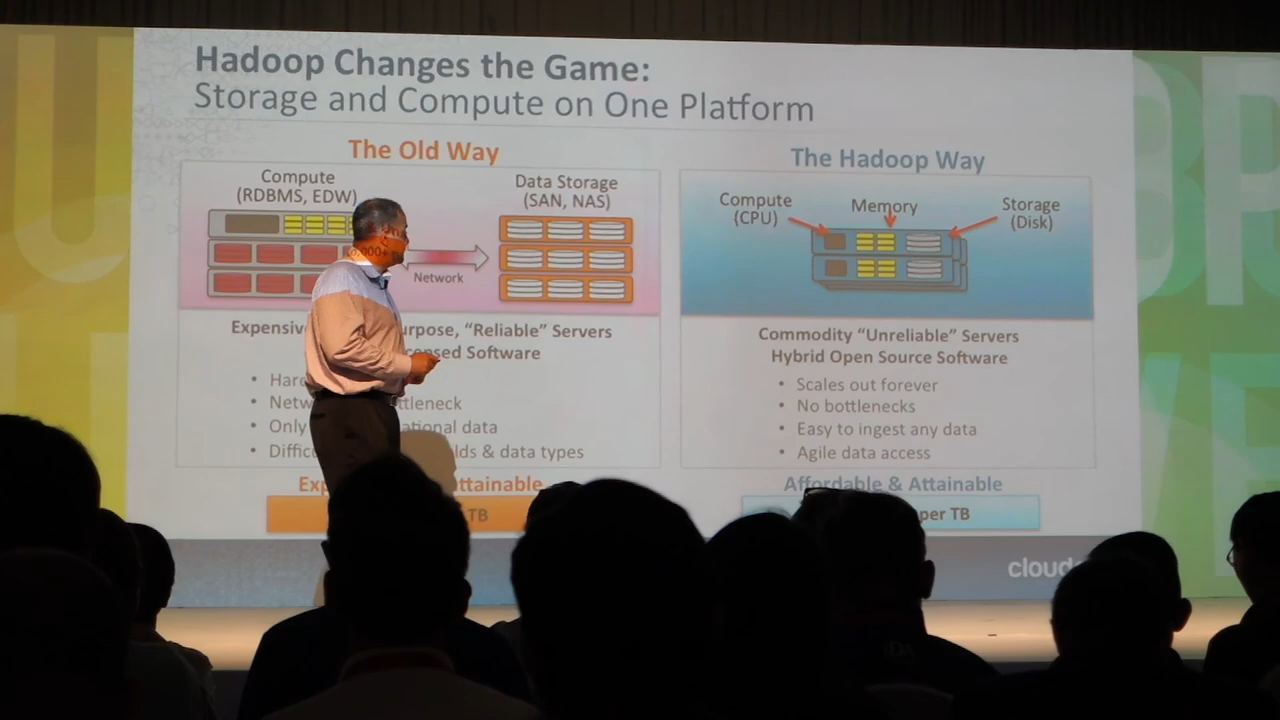 Hadoop Changes the Game:
Storage and Compute on One Platform
The Old Way
Compute
(RDBMS, EDW)
Data Storage
(SAN, NAS)
Network
Expensive urpose, “Reliable” Servers
ensed Software
• Hard
• Netw ttleneck
• Only ational data
• Diffic lds & data types
Exp ttainable
TB
The Hadoop Way
Compute
(CPU)
Memory
Storage
(Disk)
Commodity “Unreliable” Servers
Hybrid Open Source Software
• Scales out forever
• No bottlenecks
• Easy to ingest any data
• Agile data access
Affordable & Attainable
per TB
cloud